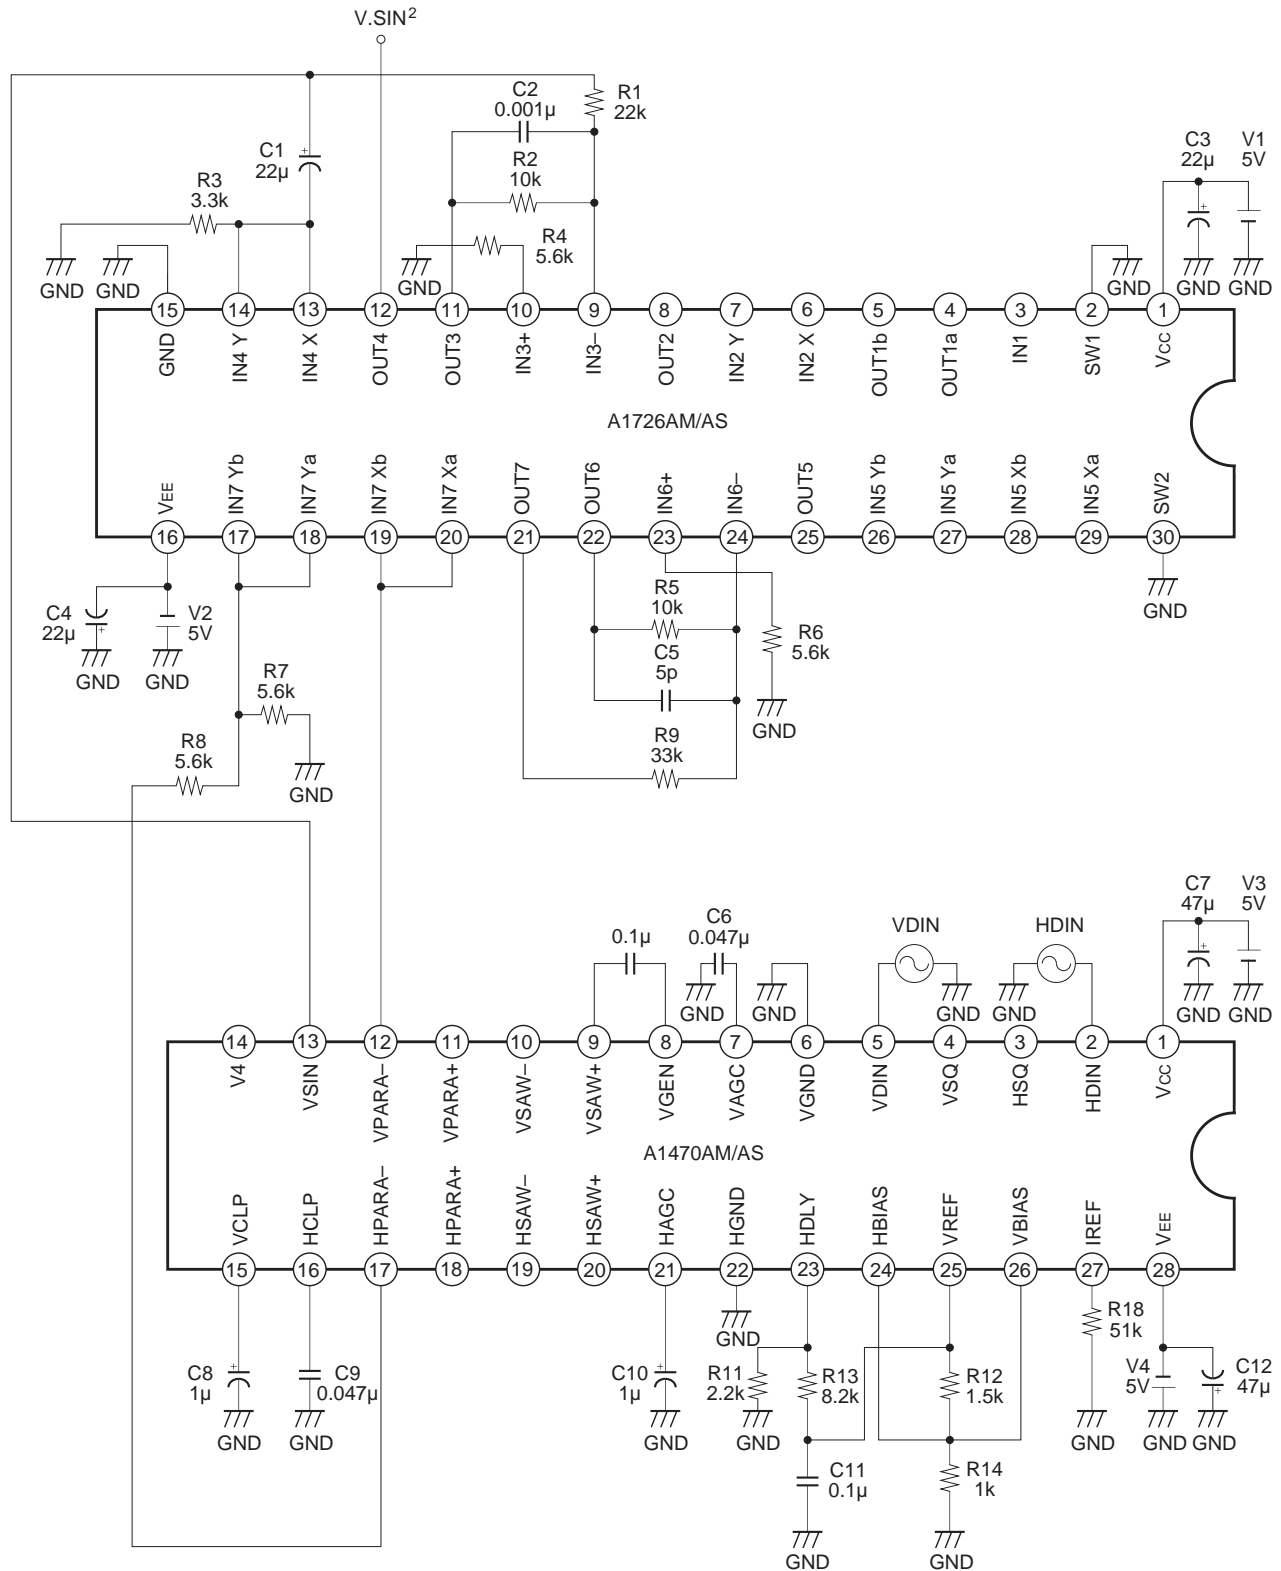 V.SIN²
C2
0.001µ
R1
22k
C1
22µ
R2
10k
C3
22µ
V1
5V
R3
3.3k
R4
5.6k
GND
GND
GND
GND
GND
GND
15
14
13
12
11
10
9
8
7
6
5
4
3
2
1
GND
IN4 Y
IN4 X
OUT4
OUT3
IN3+
IN3–
OUT2
IN2 Y
IN2 X
OUT1b
OUT1a
IN1
SW1
VCC
A1726AM/AS
VEE
IN7 Yb
IN7 Ya
IN7 Xb
IN7 Xa
OUT7
OUT6
IN6+
IN6–
OUT5
IN5 Yb
IN5 Ya
IN5 Xb
IN5 Xa
SW2
16
17
18
19
20
21
22
23
24
25
26
27
28
29
30
C4
22µ
V2
5V
R5
10k
R6
5.6k
GND
C5
5p
GND
GND
R7
5.6k
GND
R8
5.6k
R9
33k
GND
C7
47µ
V3
5V
0.1µ
C6
0.047µ
VDIN
HDIN
GND
GND
GND
GND
GND
GND
14
13
12
11
10
9
8
7
6
5
4
3
2
1
V4
VSIN
VPARA–
VPARA+
VSAW–
VSAW+
VGEN
VAGC
VGND
VDIN
VSQ
HSQ
HDIN
VCC
A1470AM/AS
VCLP
HCLP
HPARA–
HPARA+
HSAW–
HSAW+
HAGC
HGND
HDLY
HBIAS
VREF
VBIAS
IREF
VEE
15
16
17
18
19
20
21
22
23
24
25
26
27
28
GND
R18
51k
C8
1µ
C9
0.047µ
C10
1µ
R11
2.2k
R13
8.2k
R12
1.5k
V4
5V
C12
47µ
GND
GND
GND
GND
GND
GND
GND
C11
0.1µ
R14
1k
GND
GND